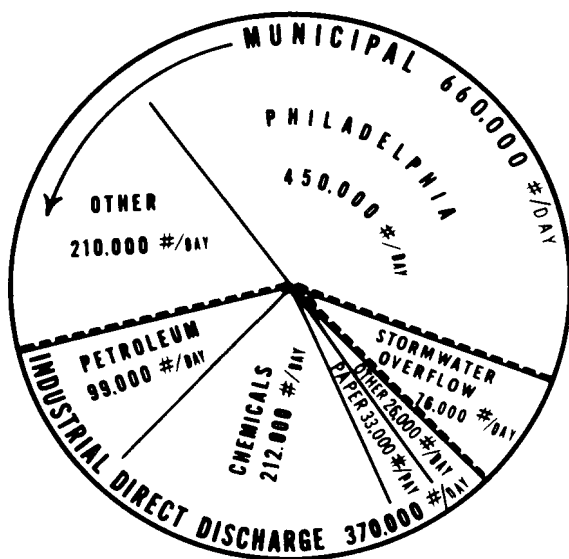 MUNICIPAL 660,000 #/DAY
PHILADELPHIA
450.000 #/DAY
OTHER
210.000 #/DAY
STORMWATER
OVERFLOW
76.000 #/DAY
PETROLEUM
99.000 #/DAY
CHEMICALS
212.000 #/DAY
PAPER 33,000 #/DAY
OTHER 26,000 #/DAY
INDUSTRIAL DIRECT DISCHARGE 370.000 #/DAY